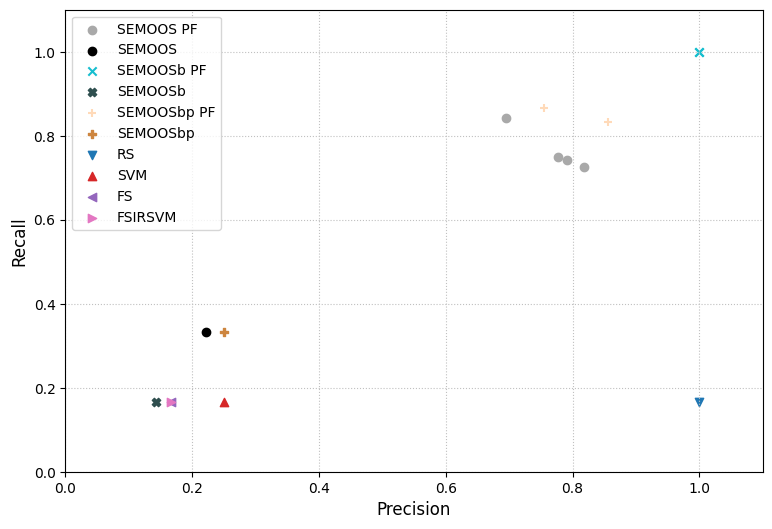 SEMOOS PF
SEMOOS
SEMOOSb PF
SEMOOSb
SEMOOSbp PF
SEMOOSbp
RS
SVM
FS
FSIRSVM
1.0
0.8
0.6
0.4
0.2
0.0
Recall
0.0 0.2 0.4 0.6 0.8 1.0
Precision